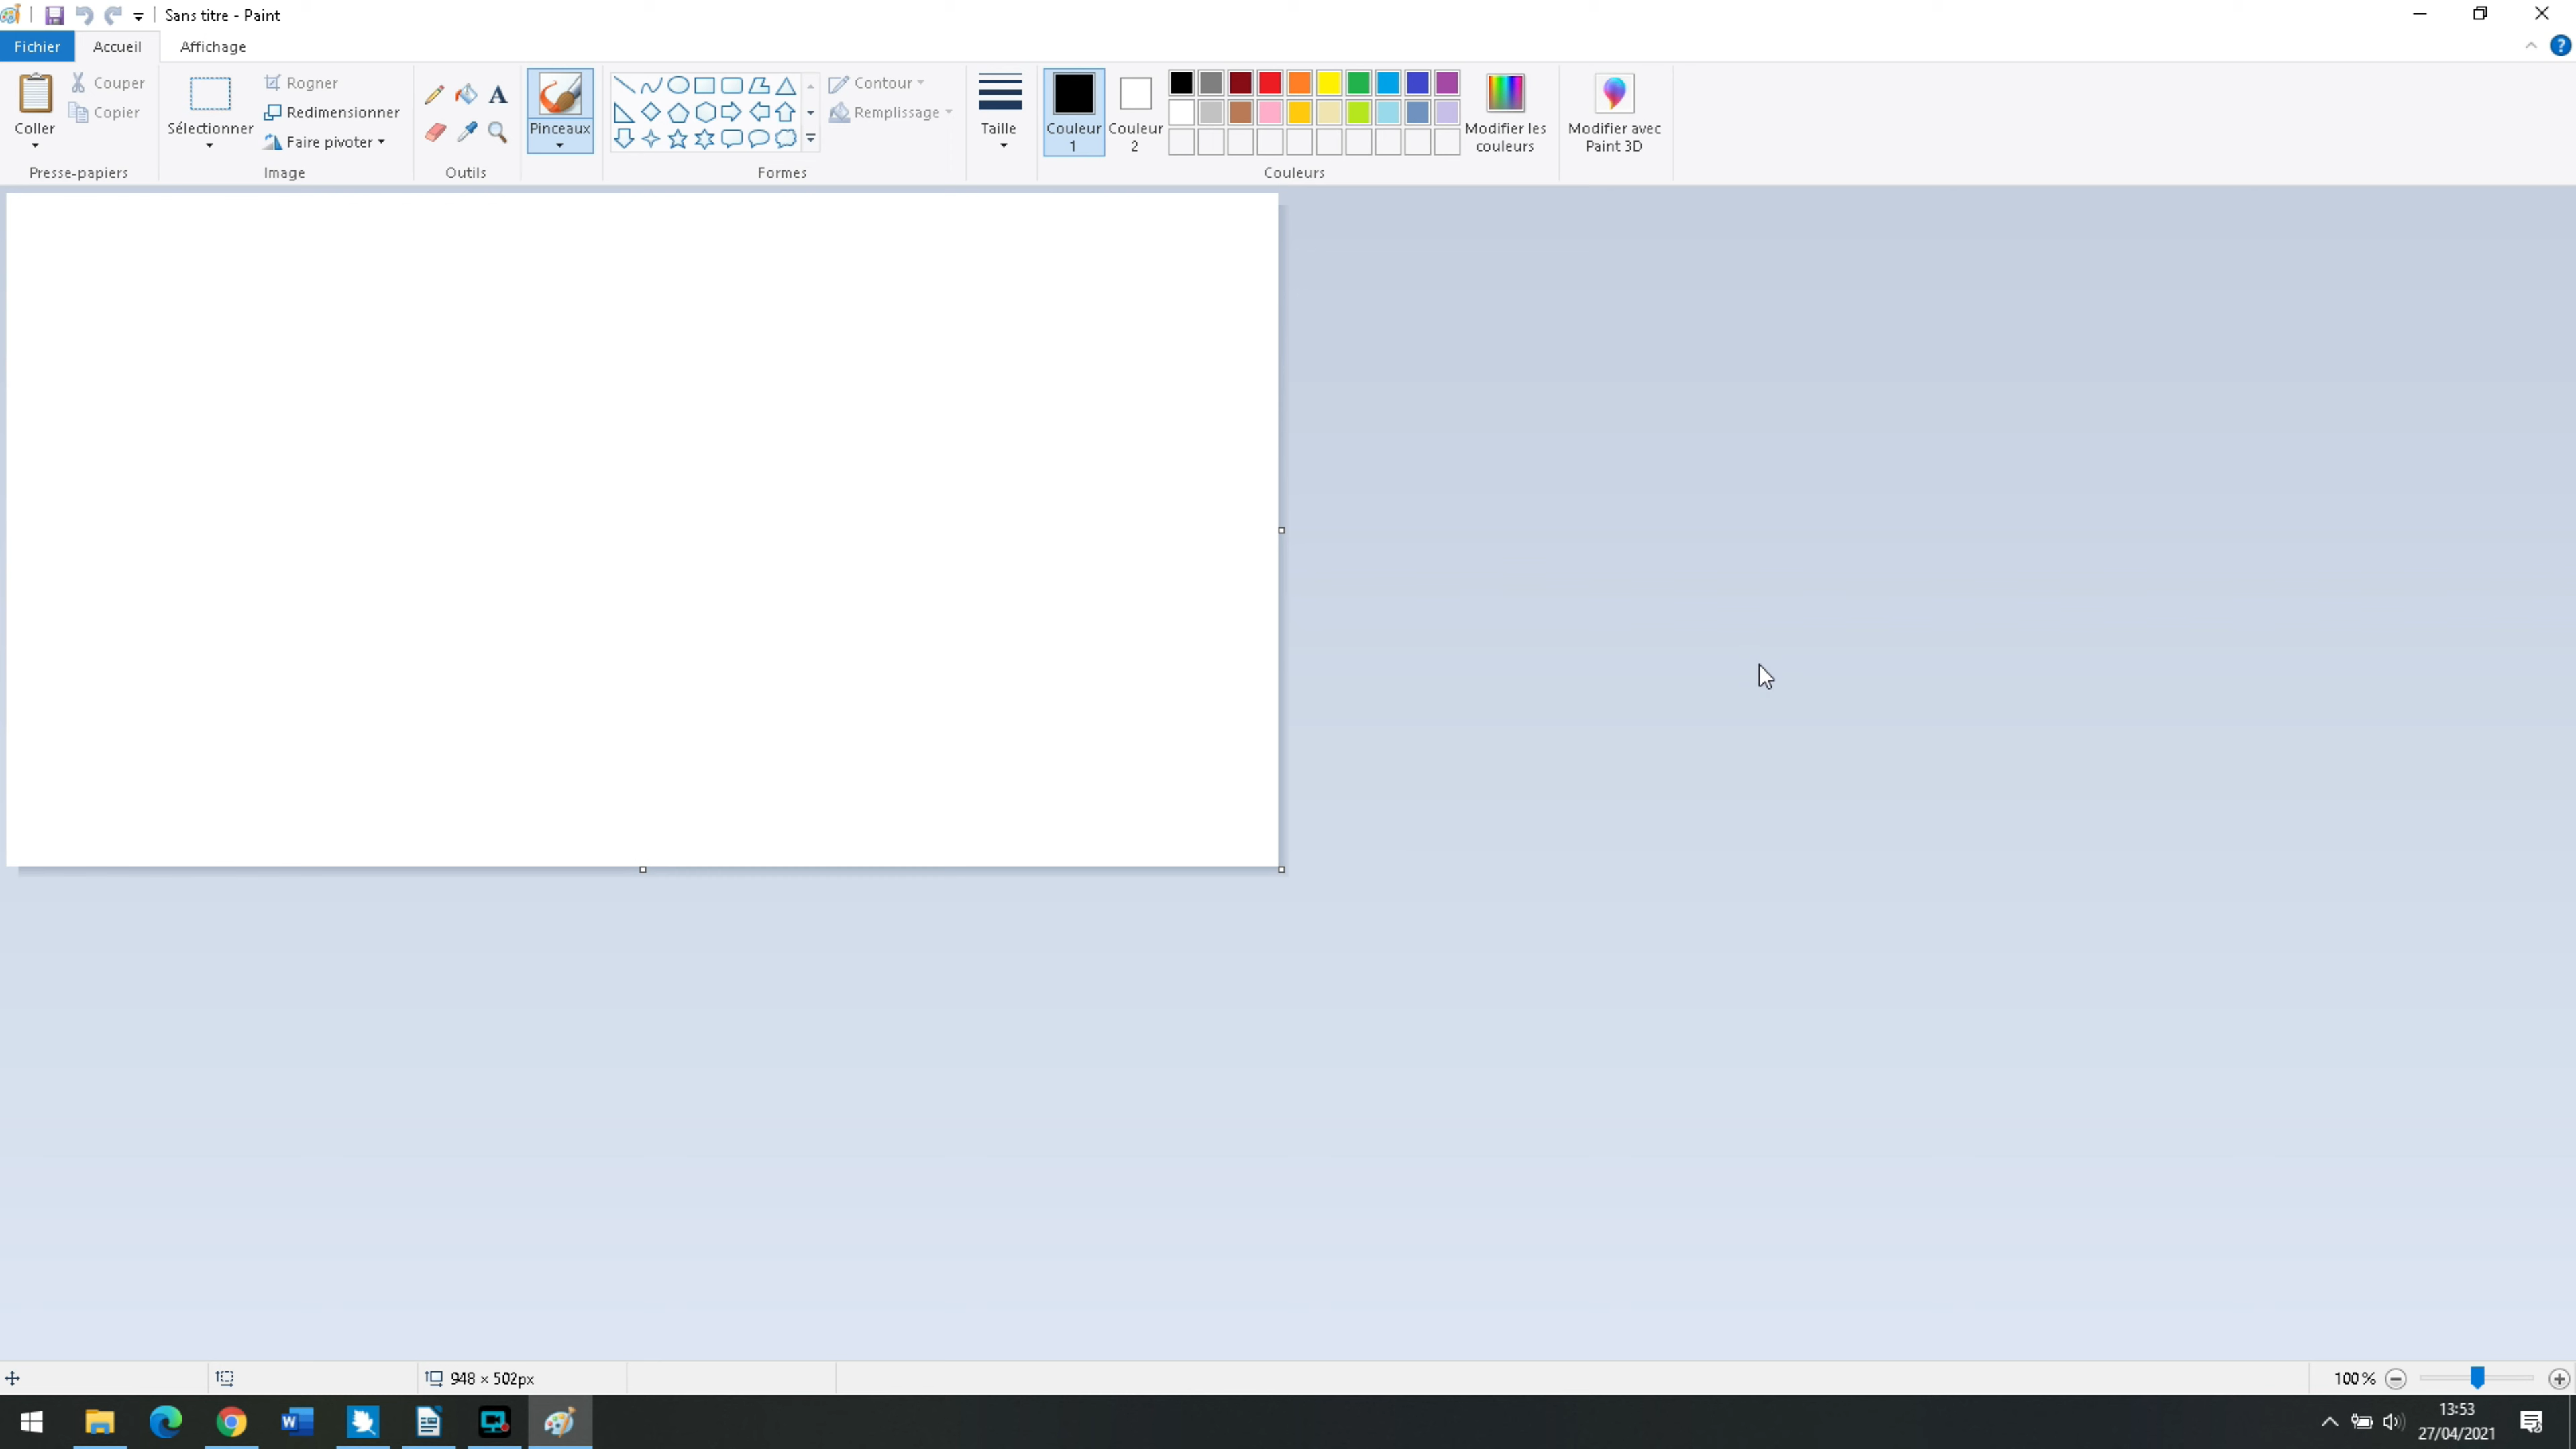 Sans titre - Paint
Fichier Accueil Affichage
Coller
Couper
Copier
Presse-papiers
Sélectionner
Rogner
Redimensionner
Faire pivoter
Image
A
Outils
Pinceaux
Contour
Remplissage
Formes
Taille
Couleur
1
Couleur
2
Modifier les
couleurs
Couleurs
Modifier avec
Paint 3D
948 × 502px
100 %
13:53
27/04/2021